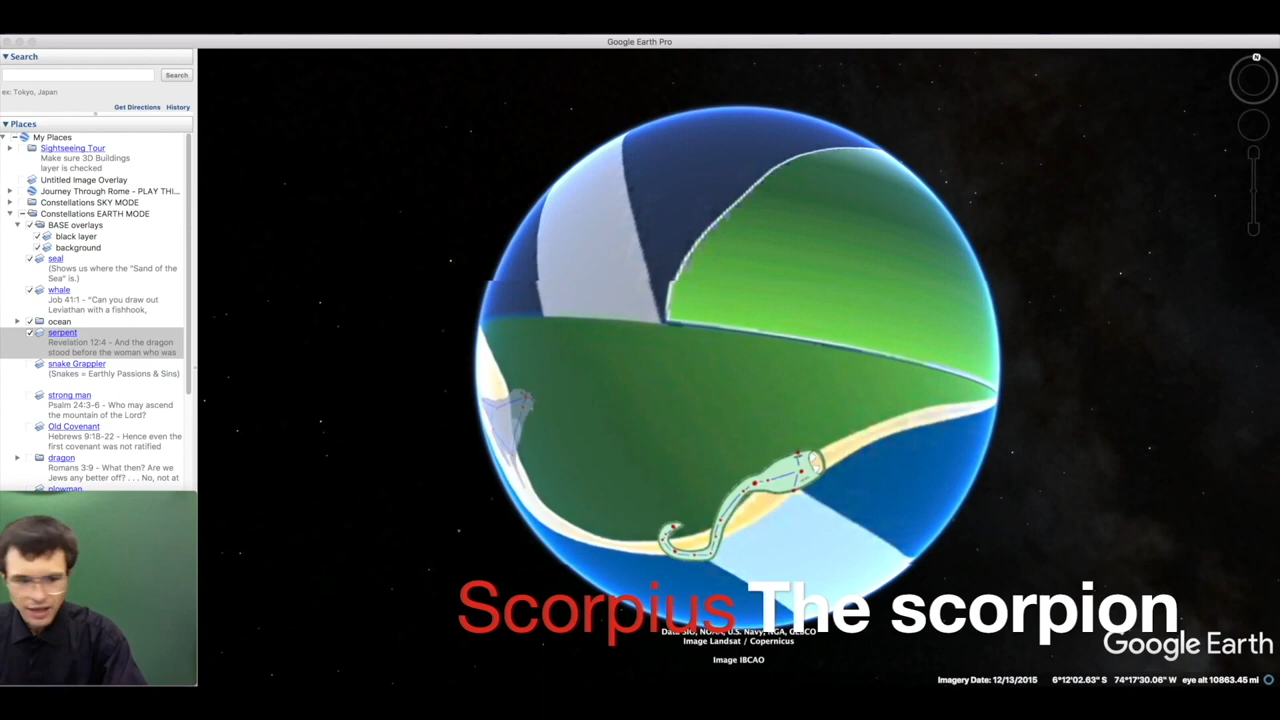 Google Earth Pro
Search
Search
ex: Tokyo, Japan
Get Directions History
Places
My Places
Sightseeing Tour
Make sure 3D Buildings
layer is checked
Untitled Image Overlay
Journey Through Rome - PLAY THI...
Constellations SKY MODE
Constellations EARTH MODE
BASE overlays
black layer
background
seal
(Shows us where the "Sand of the
Sea" is.)
whale
Job 41:1 - "Can you draw out
Leviathan with a fishhook,
ocean
serpent
Revelation 12:4 - And the dragon
stood before the woman who was
snake Grappler
(Snakes = Earthly Passions & Sins)
strong man
Psalm 24:3-6 - Who may ascend
the mountain of the Lord?
Old Covenant
Hebrews 9:18-22 - Hence even the
first covenant was not ratified
dragon
Romans 3:9 - What then? Are we
Jews any better off? . . . No, not at
plowman
N
Scorpius The scorpion
Data SIO, NOAA, U.S. Navy, NGA, GEBCO
Image Landsat / Copernicus
Image IBCAO
Google Earth
Imagery Date: 12/13/2015 6°12'02.63" S 74°17'30.06" W eye alt 10863.45 mi